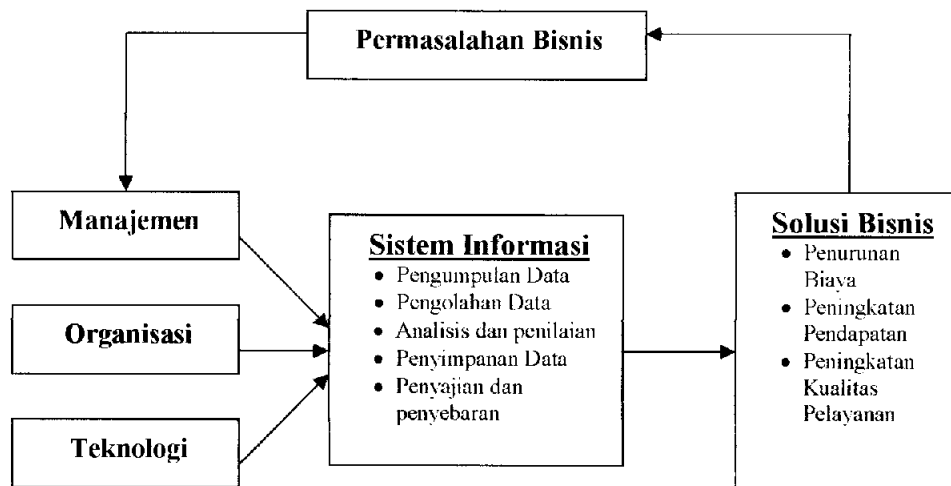 Permasalahan Bisnis
Manajemen
Organisasi
Teknologi
Sistem Informasi
• Pengumpulan Data
• Pengolahan Data
• Analisis dan penilaian
• Penyimpanan Data
• Penyajian dan
penyebaran
Solusi Bisnis
• Penurunan
Biaya
• Peningkatan
Pendapatan
• Peningkatan
Kualitas
Pelayanan